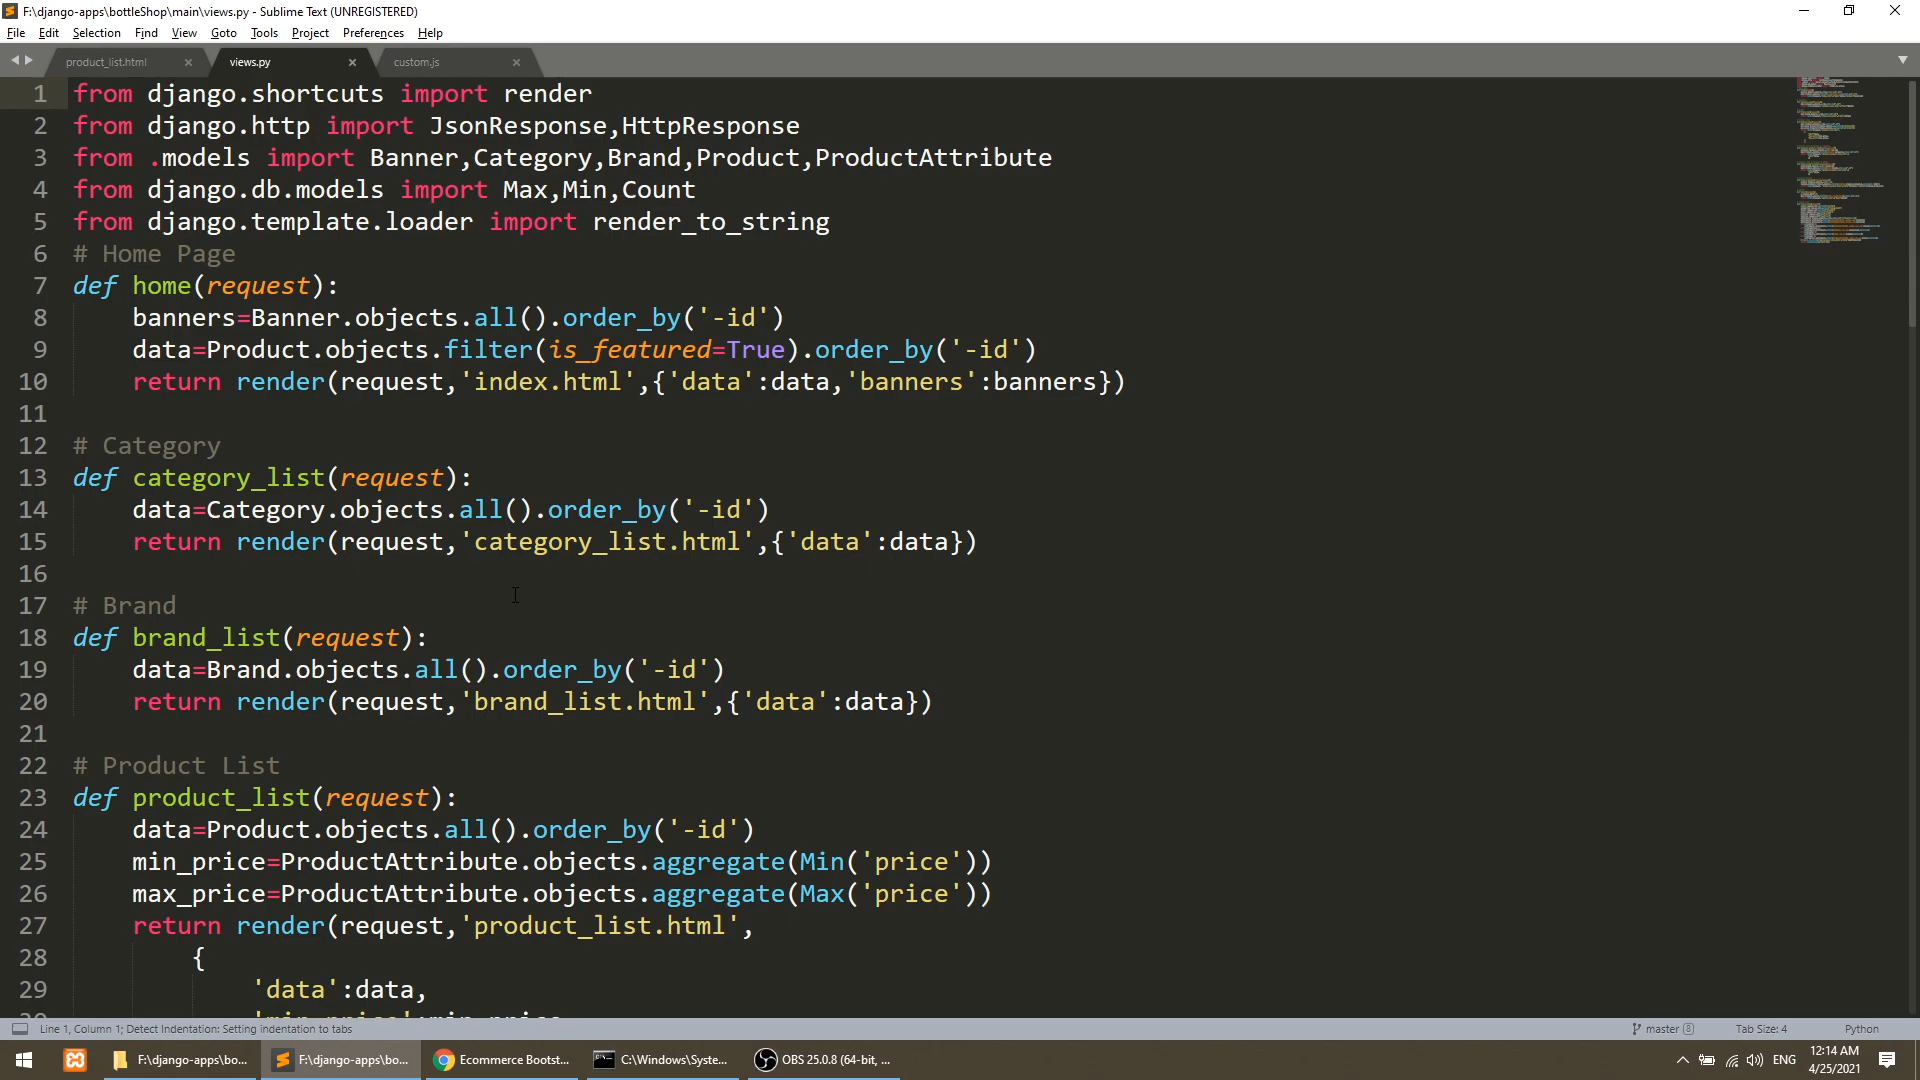 F:\django-apps\bottleShop\main\views.py - Sublime Text (UNREGISTERED)
File Edit Selection Find View Goto Tools Project Preferences Help
product_list.html views.py custom.js
1 from django.shortcuts import render
2 from django.http import JsonResponse,HttpResponse
3 from .models import Banner,Category,Brand,Product,ProductAttribute
4 from django.db.models import Max,Min,Count
5 from django.template.loader import render_to_string
6 # Home Page
7 def home(request):
8 banners=Banner.objects.all().order_by('-id')
9 data=Product.objects.filter(is_featured=True).order_by('-id')
10 return render(request,'index.html',{'data':data,'banners':banners})
11
12 # Category
13 def category_list(request):
14 data=Category.objects.all().order_by('-id')
15 return render(request,'category_list.html',{'data':data})
16
17 # Brand
18 def brand_list(request):
19 data=Brand.objects.all().order_by('-id')
20 return render(request,'brand_list.html',{'data':data})
21
22 # Product List
23 def product_list(request):
24 data=Product.objects.all().order_by('-id')
25 min_price=ProductAttribute.objects.aggregate(Min('price'))
26 max_price=ProductAttribute.objects.aggregate(Max('price'))
27 return render(request,'product_list.html',
28 {
29 'data':data,
Line 1, Column 1; Detect Indentation: Setting indentation to tabs master 8 Tab Size: 4 Python
F:\django-apps\bo... F:\django-apps\bo... Ecommerce Bootst... C:\Windows\Syste... OBS 25.0.8 (64-bit, ... ENG 12:14 AM
4/25/2021